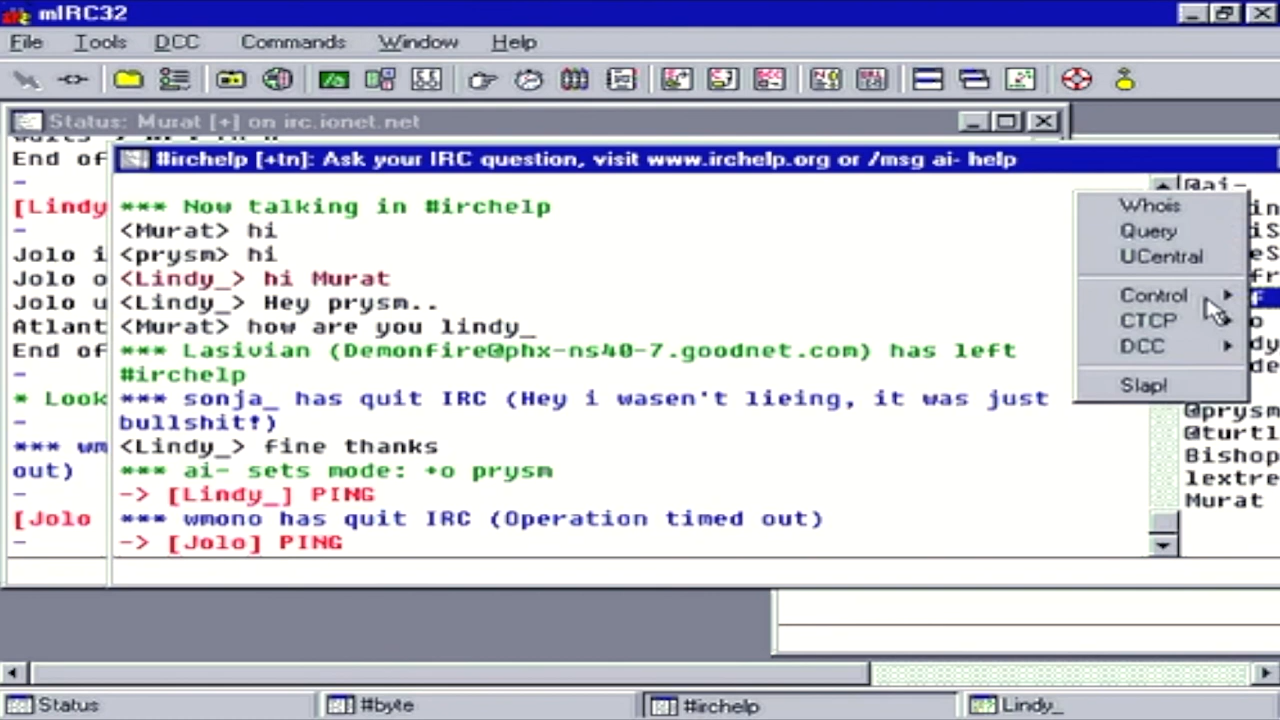 mIRC32
File Tools DCC Commands Window Help
Status: Murat [+] on irc.ionet.net
End of
-
[Lindy
-
Jolo i
Jolo o
Jolo u
Atlant
End of
-
* Look
-
*** wm
out)
-
[Jolo
-
#irchelp [+tn]: Ask your IRC question, visit www.irchelp.org or /msg ai- help
*** Now talking in #irchelp
<Murat> hi
<prysm> hi
<Lindy_> hi Murat
<Lindy_> Hey prysm..
<Murat> how are you lindy_
*** Lasivian (Demonfire@phx-ns40-7.goodnet.com) has left
#irchelp
*** sonja_ has quit IRC (Hey i wasen't lieing, it was just
bullshit!)
<Lindy_> fine thanks
*** ai- sets mode: +o prysm
-> [Lindy_] PING
*** wmono has quit IRC (Operation timed out)
-> [Jolo] PING
@ai-
Whois
Query
UCentral
Control
CTCP
DCC
Slap!
@prysm
@turtl
Bishop
lextre
Murat
Status
#byte
#irchelp
Lindy_